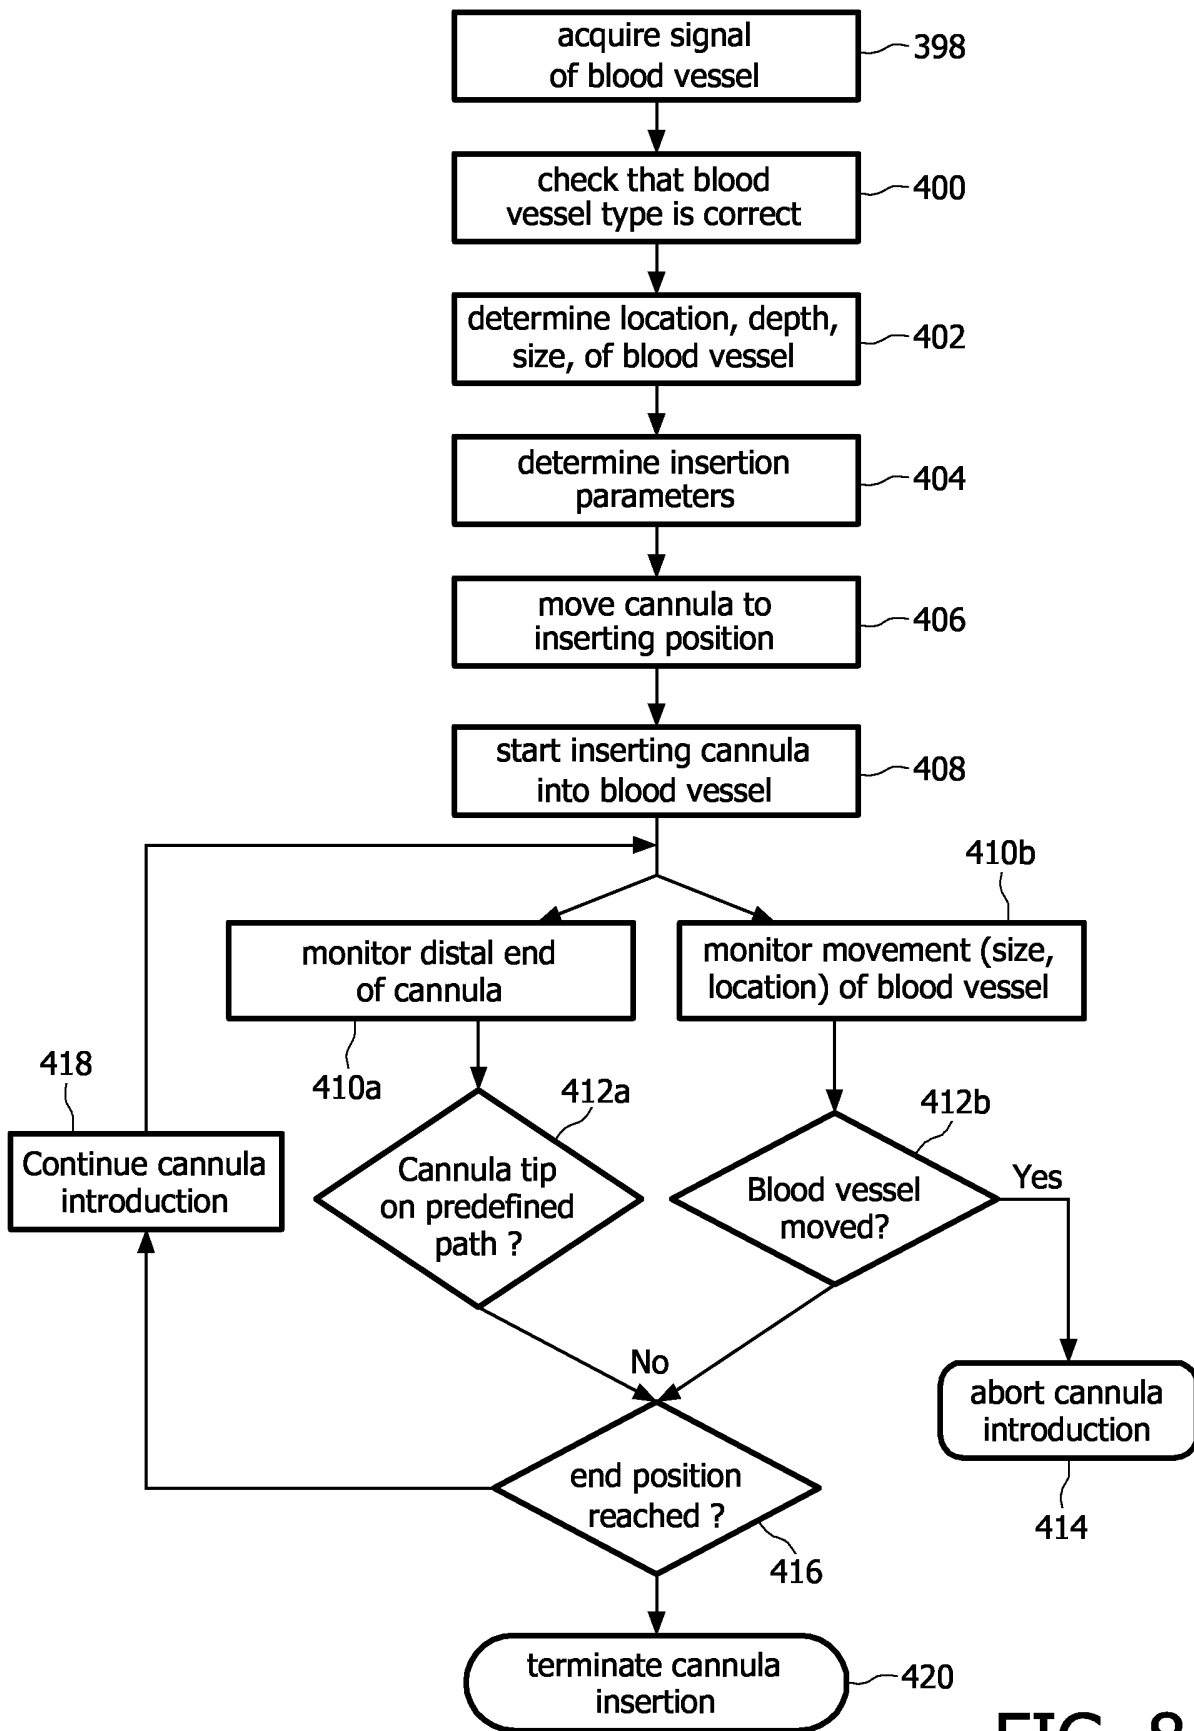 acquire signal
of blood vessel
398
check that blood
vessel type is correct
400
determine location, depth,
size, of blood vessel
402
determine insertion
parameters
404
move cannula to
inserting position
406
start inserting cannula
into blood vessel
408
410b
monitor distal end
of cannula
monitor movement (size,
location) of blood vessel
418
410a
412a
412b
Continue cannula
introduction
Cannula tip
on predefined
path ?
Blood vessel
moved?
Yes
No
abort cannula
introduction
414
end position
reached ?
416
terminate cannula
insertion
420
FIG. 8